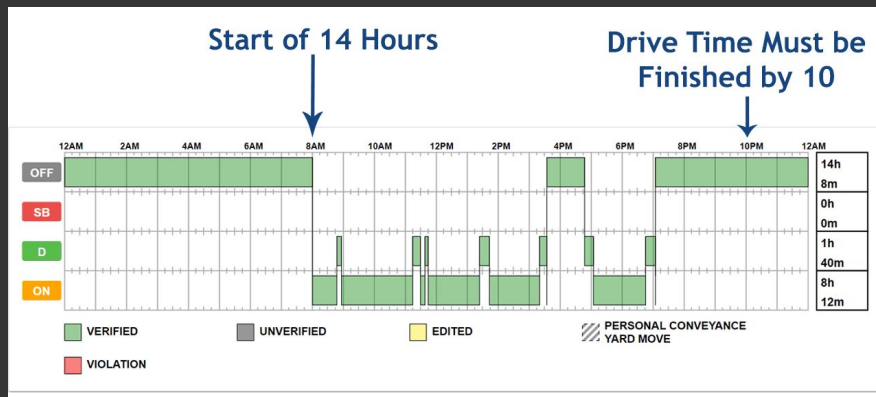 Start of 14 Hours
Drive Time Must be
Finished by 10
12AM 2AM 4AM 6AM 8AM 10AM 12PM 2PM 4PM 6PM 8PM 10PM 12AM
OFF
14h
8m
SB
0h
0m
D
1h
40m
ON
8h
12m
VERIFIED
UNVERIFIED
EDITED
PERSONAL CONVEYANCE
YARD MOVE
VIOLATION